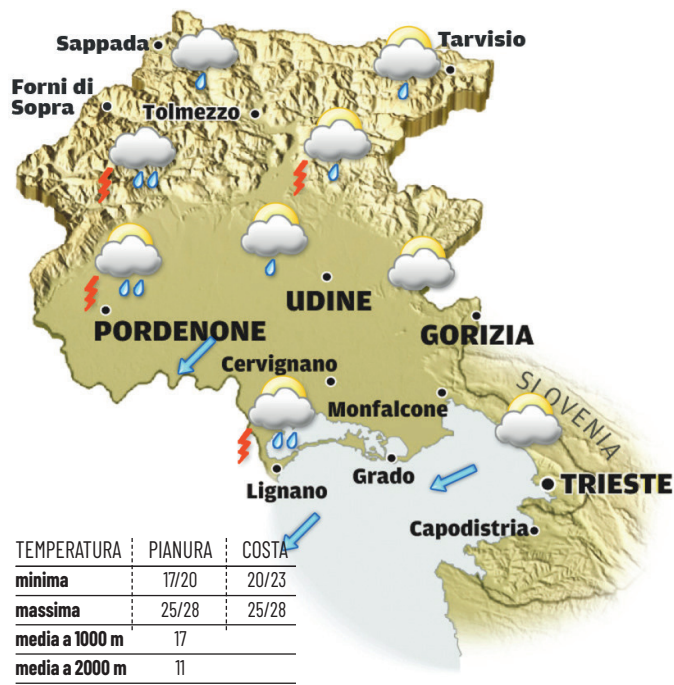 Sappada
Tarvisio
Forni di
Sopra
Tolmezzo
UDINE
PORDENONE
GORIZIA
Cervignano
SLOVENIA
Monfalcone
Grado
TRIESTE
Lignano
Capodistria
TEMPERATURA PIANURA COSTA
minima 17/20 20/23
massima 25/28 25/28
media a 1000 m 17
media a 2000 m 11